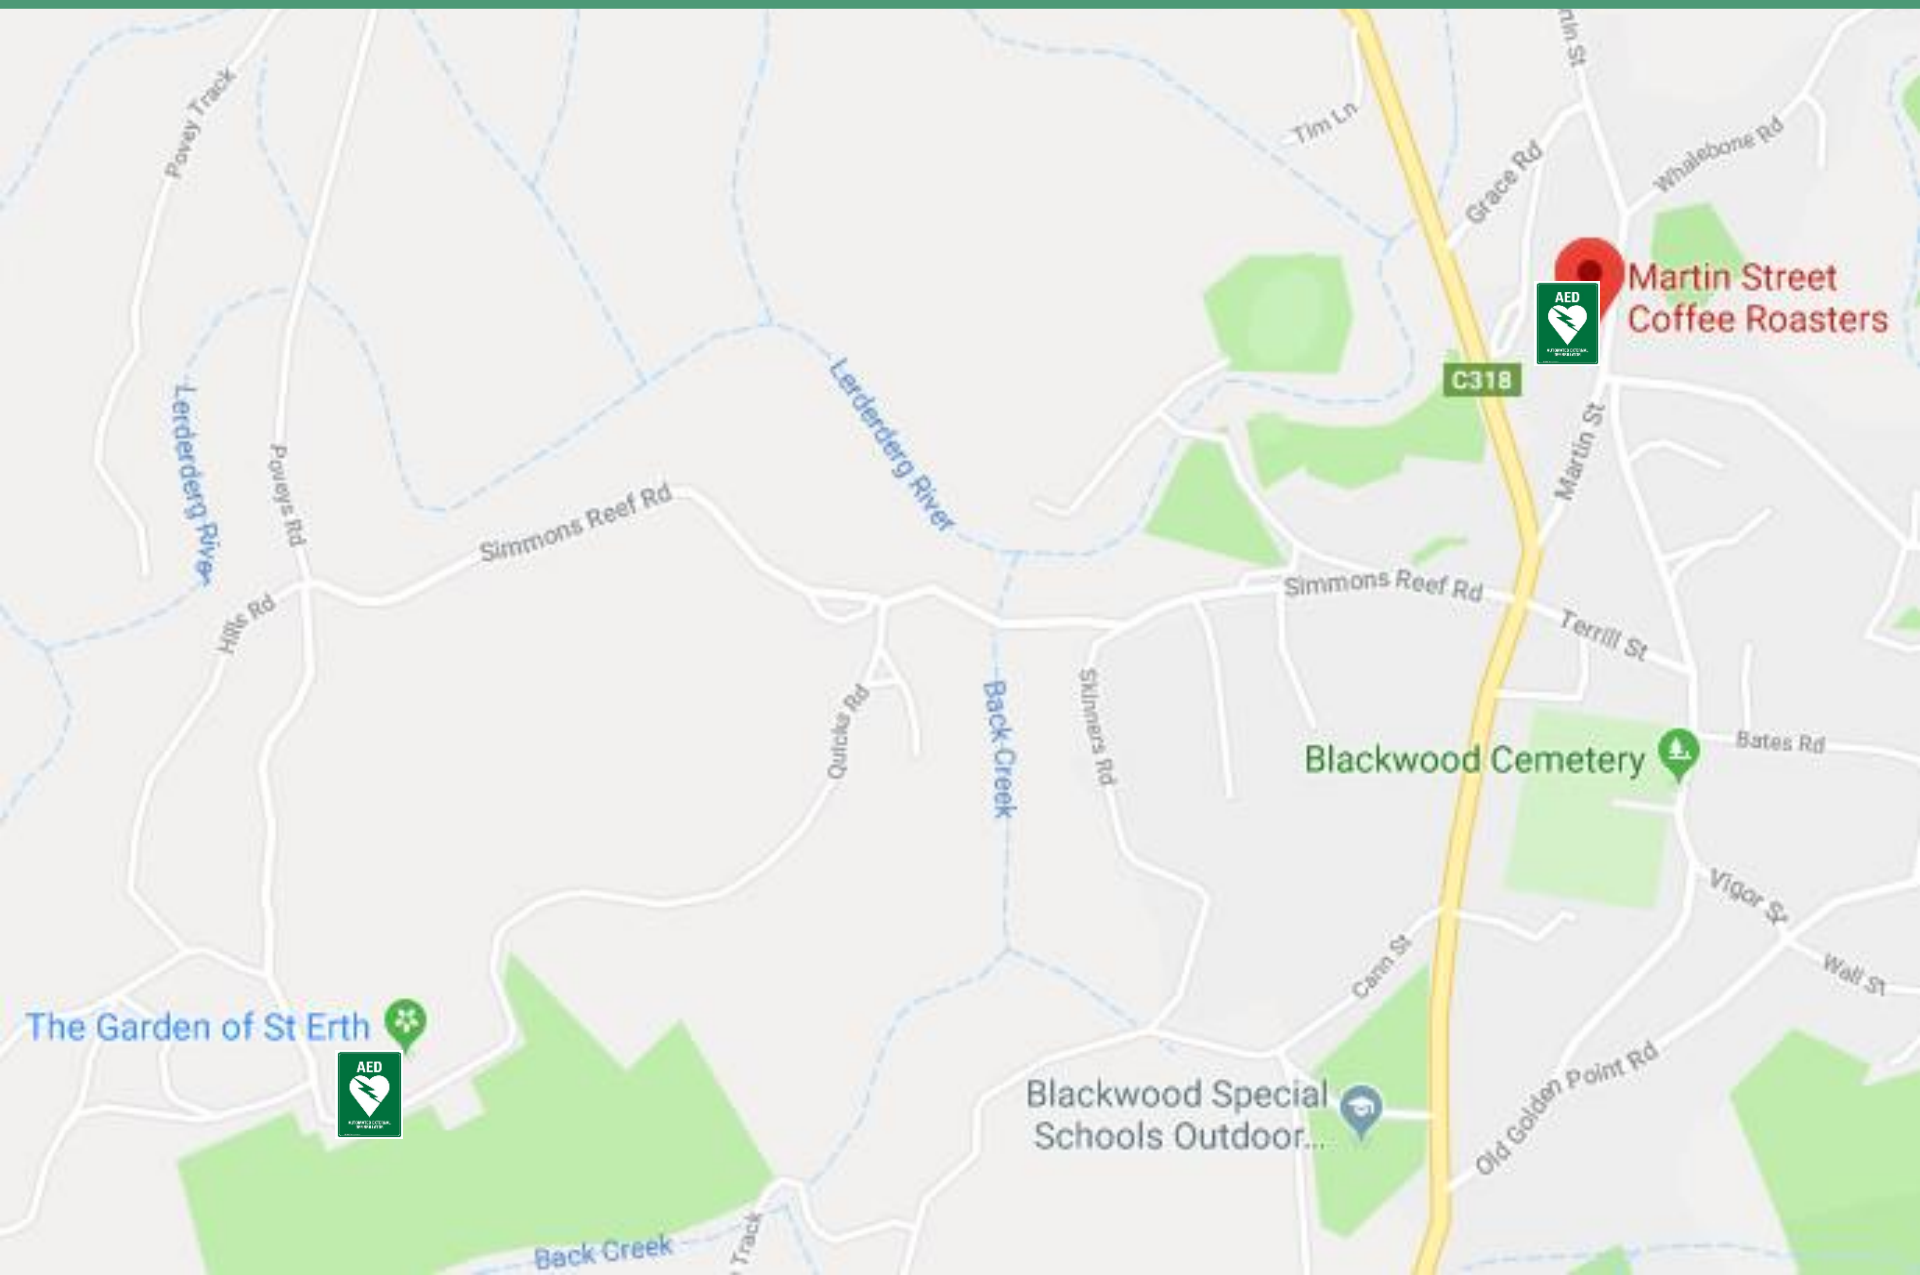 rtin St
Povey Track
Tim Ln
Whalebone Rd
Grace Rd
Martin Street
Coffee Roasters
AED
C318
Lerderderg River
Lerderderg River
Martin St
Poveys Rd
Simmons Reef Rd
Simmons Reef Rd
Hills Rd
Terrill St
Back Creek
Skinners Rd
Quicks Rd
Blackwood Cemetery
Bates Rd
Vigor St
Cann St
Wall St
The Garden of St Erth
AED
Blackwood Special
Schools Outdoor...
Old Golden Point Rd
Back Creek
Track